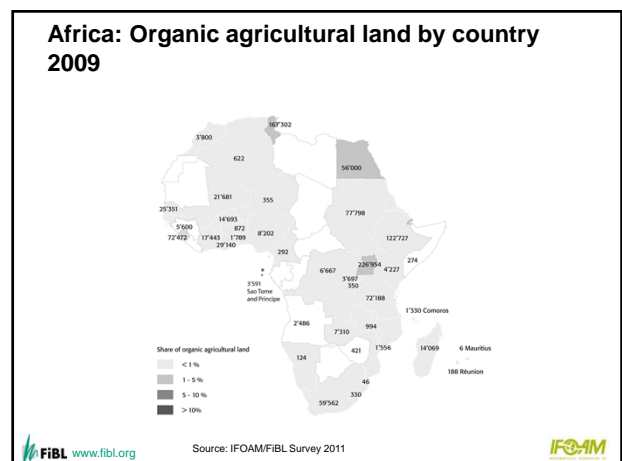 Africa: Organic agricultural land by country
2009
167'302
3'800
622
56'000
21'681
355
25'351
77'798
14'693
5'600
872
72'472
17'443
1'789
8'202
122'727
29'140
292
274
226'954
6'667
4'227
3'697
3'591
350
Sao Tome
and Principe
72'188
1'330 Comoros
2'486
994
7'310
1'556
14'069
6 Mauritius
421
Share of organic agricultural land
124
188 Réunion
< 1 %
1 - 5 %
46
5 - 10 %
330
59'562
> 10%
FiBL www.fibl.org
Source: IFOAM/FiBL Survey 2011
IFOAM